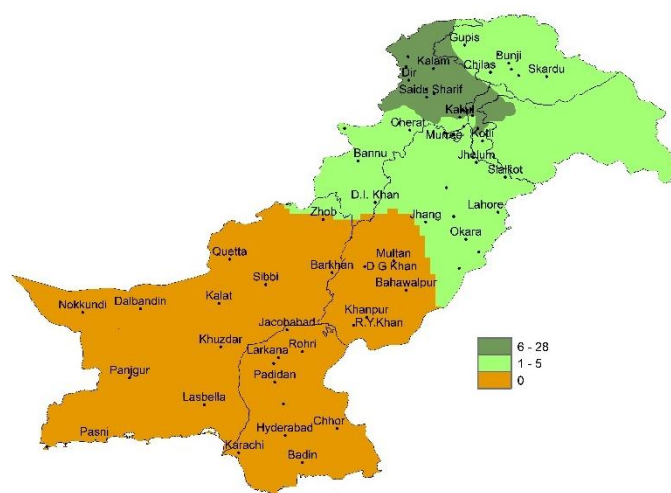 Gupis
Kalam
Bunji
Chilas
Skardu
Dir
Saidu Sharif
Kakul
Cherat
Murree
Kotli
Bannu
Jhelum
Sialkot
D.I. Khan
Zhob
Jhang
Lahore
Okara
Quetta
Multan
Barkhan
D G Khan
Sibbi
Bahawalpur
Nokkundi
Dalbandin
Kalat
Khanpur
R.Y.Khan
Jacobabad
Khuzdar
Larkana
Rohri
Panjgur
Padidan
Lasbella
Pasni
Hyderabad
Chhor
Karachi
Badin
6 - 28
1 - 5
0